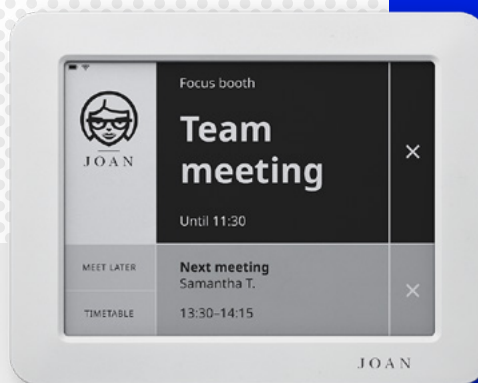 JOAN
Focus booth
Team
meeting
Until 11:30
MEET LATER
TIMETABLE
Next meeting
Samantha T.
13:30–14:15
JOAN